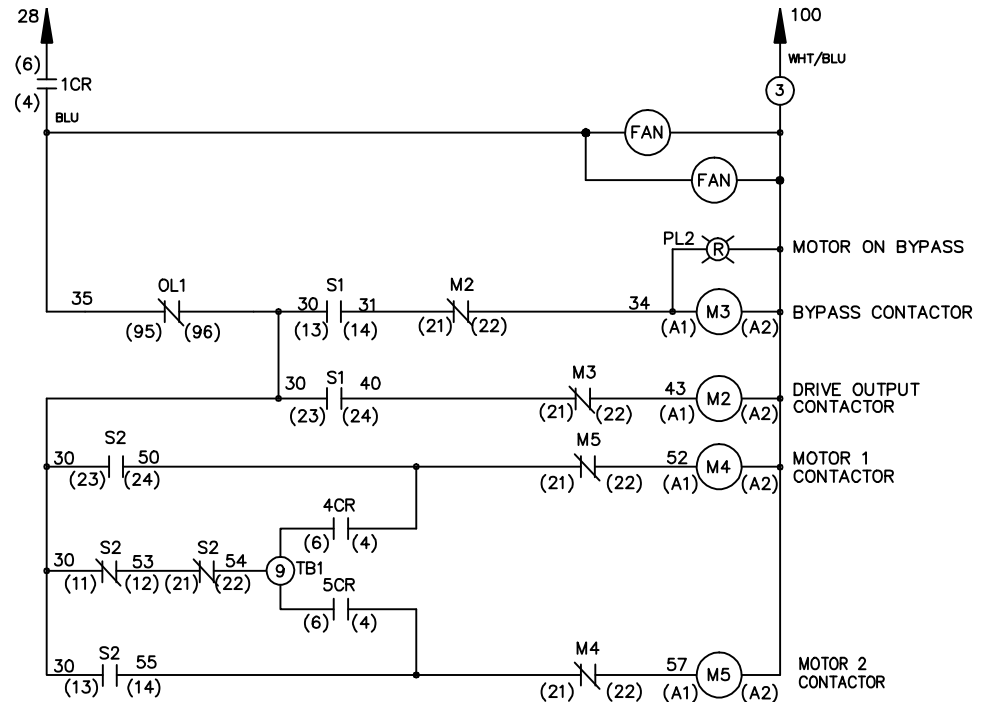 28
100
(6)
WHT/BLU
1CR
3
(4)
BLU
FAN
FAN
PL2
R
MOTOR ON BYPASS
35
OL1
30
S1
31
M2
34
M3
BYPASS CONTACTOR
(95)
(96)
(13)
(14)
(21)
(22)
(A1)
(A2)
30
S1
40
M3
43
M2
DRIVE OUTPUT
CONTACTOR
(23)
(24)
(21)
(22)
(A1)
(A2)
30
S2
50
M5
52
M4
MOTOR 1
CONTACTOR
(23)
(24)
(21)
(22)
(A1)
(A2)
4CR
(6)
(4)
30
S2
53
S2
54
9
TB1
(11)
(12)
(21)
(22)
5CR
(6)
(4)
30
S2
55
M4
57
M5
MOTOR 2
CONTACTOR
(13)
(14)
(21)
(22)
(A1)
(A2)